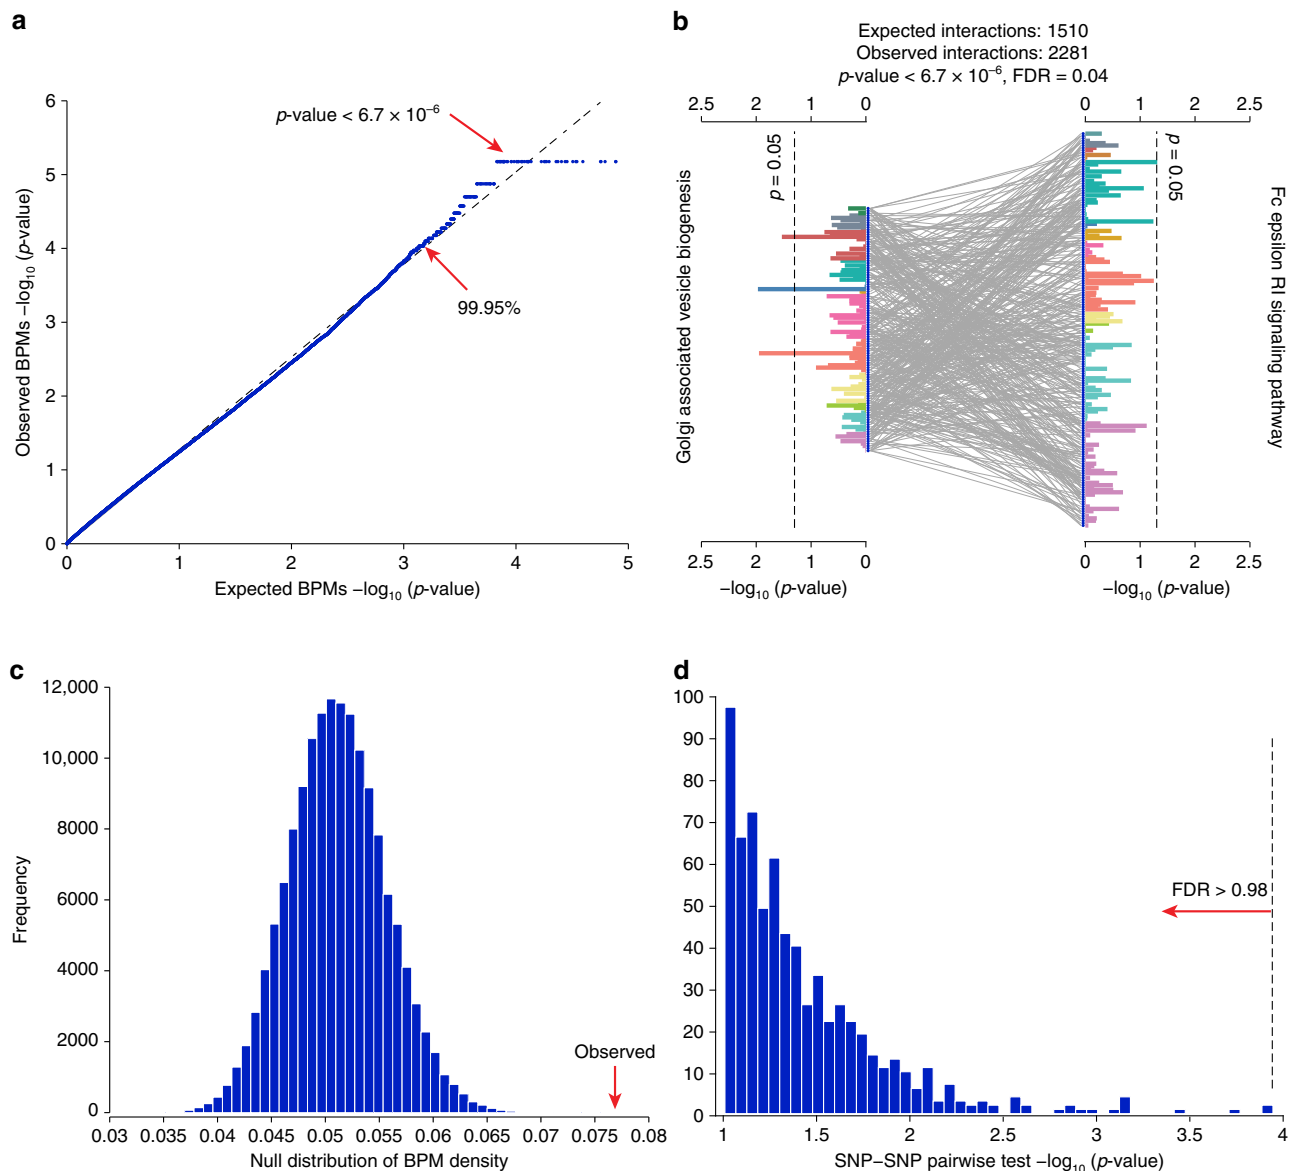 a
6
5
4
3
2
1
0
Observed BPMs –log10 (p-value)
p-value < 6.7 × 10–6
99.95%
0 1 2 3 4 5
Expected BPMs –log10 (p-value)
b
Expected interactions: 1510
Observed interactions: 2281
p-value < 6.7 × 10–6, FDR = 0.04
2.5 2 1 0
0 1 2 2.5
p = 0.05
p = 0.05
Golgi associated vesicle biogenesis
Fc epsilon RI signaling pathway
2.5 2 1 0
0 1 2 2.5
–log10 (p-value)
–log10 (p-value)
c
12,000
10,000
8000
6000
4000
2000
0
Frequency
Observed
0.03 0.035 0.04 0.045 0.05 0.055 0.06 0.065 0.07 0.075 0.08
Null distribution of BPM density
d
100
90
80
70
60
50
40
30
20
10
0
FDR > 0.98
1 1.5 2 2.5 3 3.5 4
SNP–SNP pairwise test –log10 (p-value)